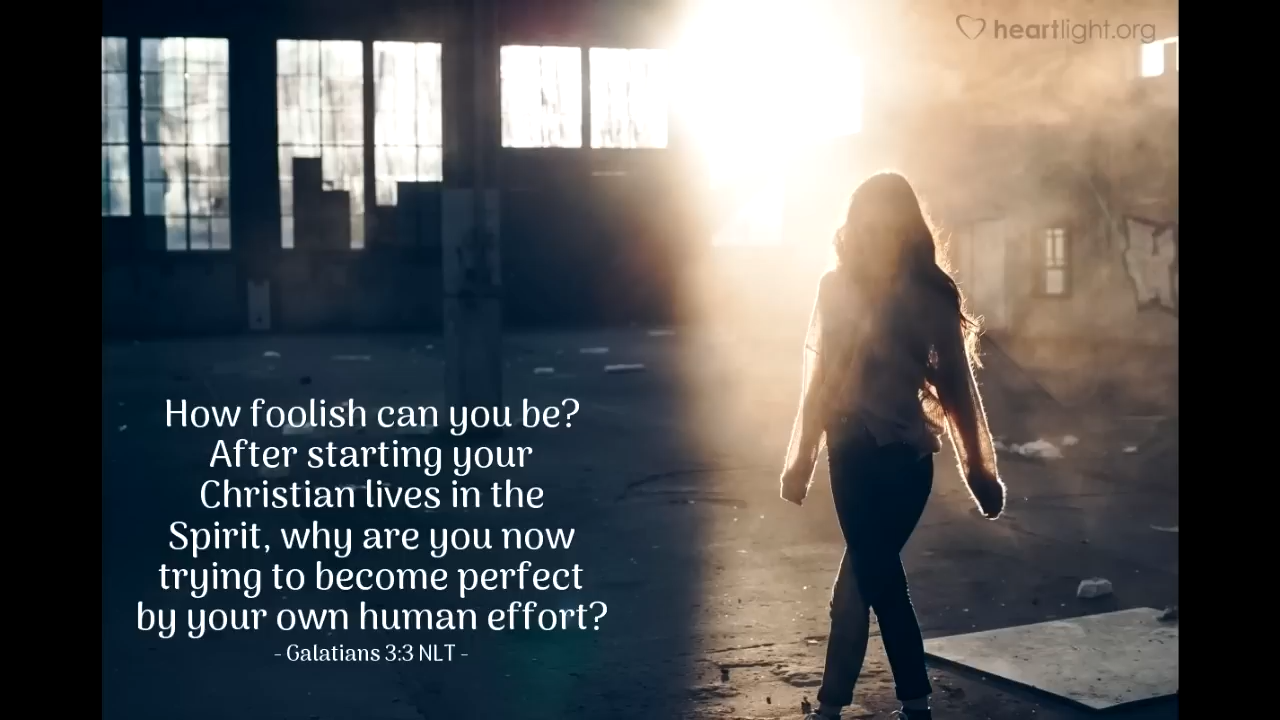 heartlight.org
How foolish can you be?
After starting your
Christian lives in the
Spirit, why are you now
trying to become perfect
by your own human effort?
- Galatians 3:3 NLT -